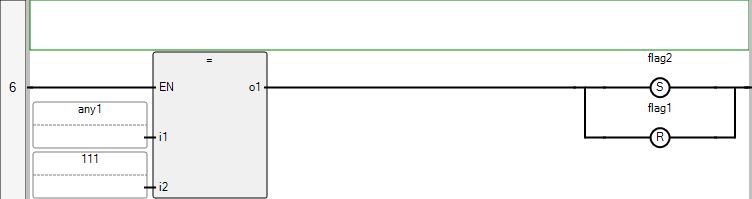 =
flag2
6
EN
o1
S
any1
flag1
i1
R
111
i2